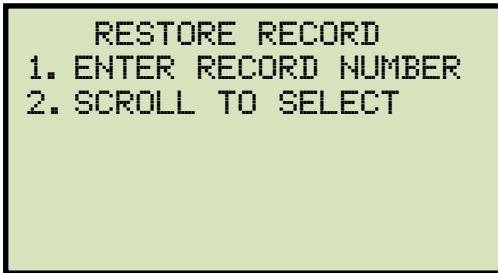 RESTORE RECORD
1. ENTER RECORD NUMBER
2. SCROLL TO SELECT